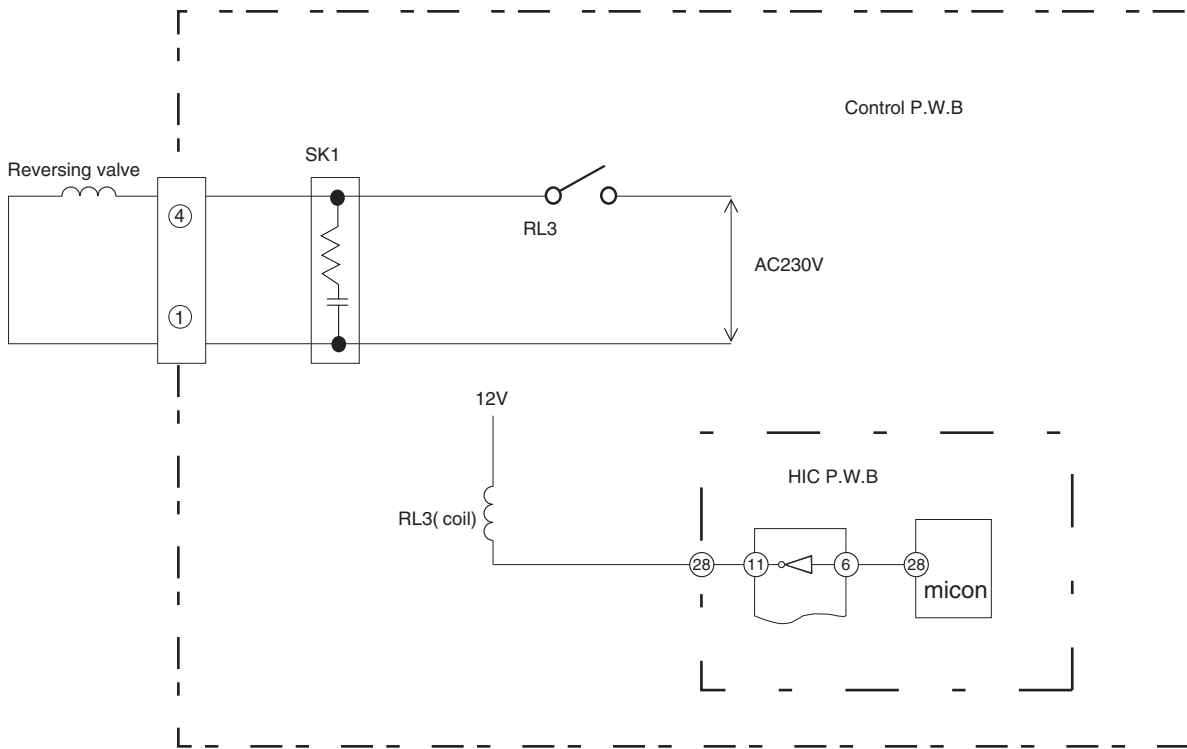 Control P.W.B
SK1
Reversing valve
4
RL3
AC230V
1
12V
HIC P.W.B
RL3( coil)
28
11
6
28
micon